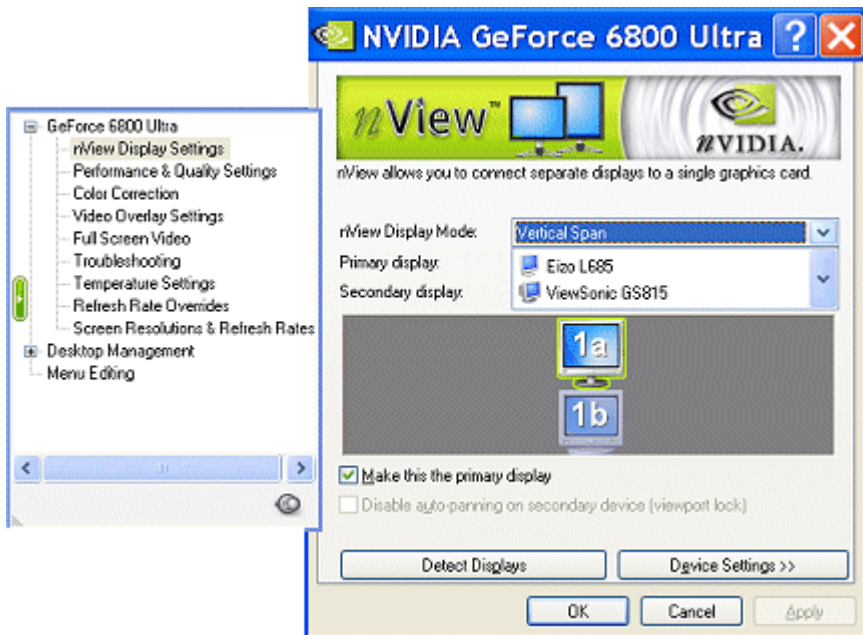 NVIDIA GeForce 6800 Ultra
nView™
NVIDIA.
nView allows you to connect separate displays to a single graphics card.
nView Display Mode:
Vertical Span
Primary display:
Eizo L685
Secondary display:
ViewSonic GS815
1a
1b
Make this the primary display
Disable auto-panning on secondary device (viewport lock)
Detect Displays
Device Settings >>
OK
Cancel
Apply
GeForce 6800 Ultra
nView Display Settings
Performance & Quality Settings
Color Correction
Video Overlay Settings
Full Screen Video
Troubleshooting
Temperature Settings
Refresh Rate Overrides
Screen Resolutions & Refresh Rates
Desktop Management
Menu Editing